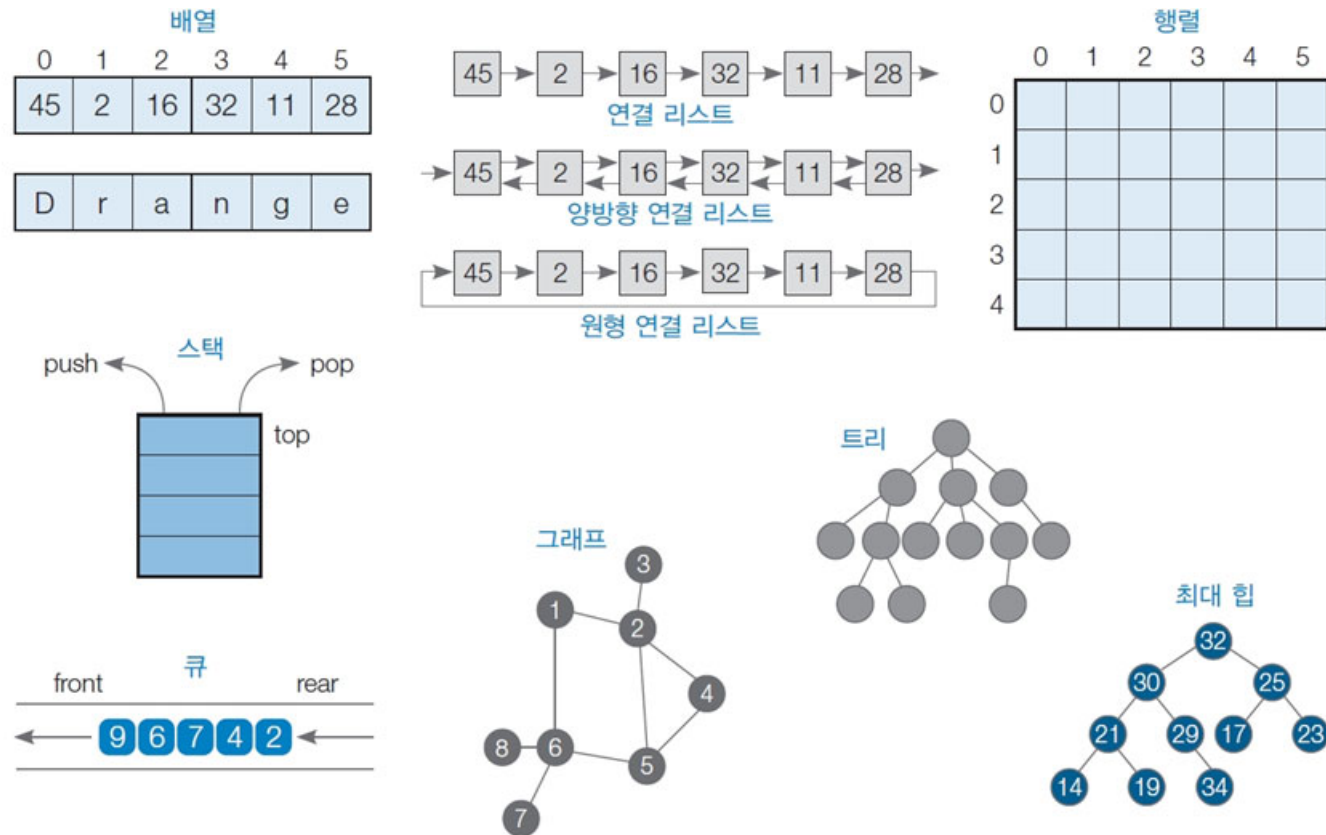 배열
0 1 2 3 4 5
45 2 16 32 11 28
D r a n g e
45 2 16 32 11 28
연결 리스트
45 2 16 32 11 28
양방향 연결 리스트
45 2 16 32 11 28
원형 연결 리스트
행렬
0 1 2 3 4 5
0
1
2
3
4
스택
push pop
top
큐
front rear
9 6 7 4 2
그래프
3
1
2
4
8 6 5
7
트리
최대 힙
32
30 25
21 29 17 23
14 19 34